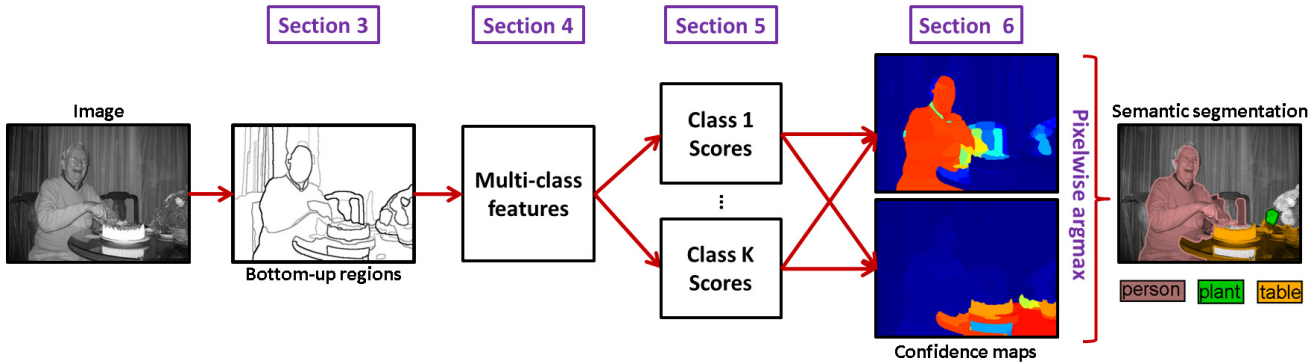 Section 3
Section 4
Section 5
Section 6
Image
Bottom-up regions
Multi-class
features
Class 1
Scores
...
Class K
Scores
Confidence maps
Pixelwise argmax
Semantic segmentation
person
plant
table